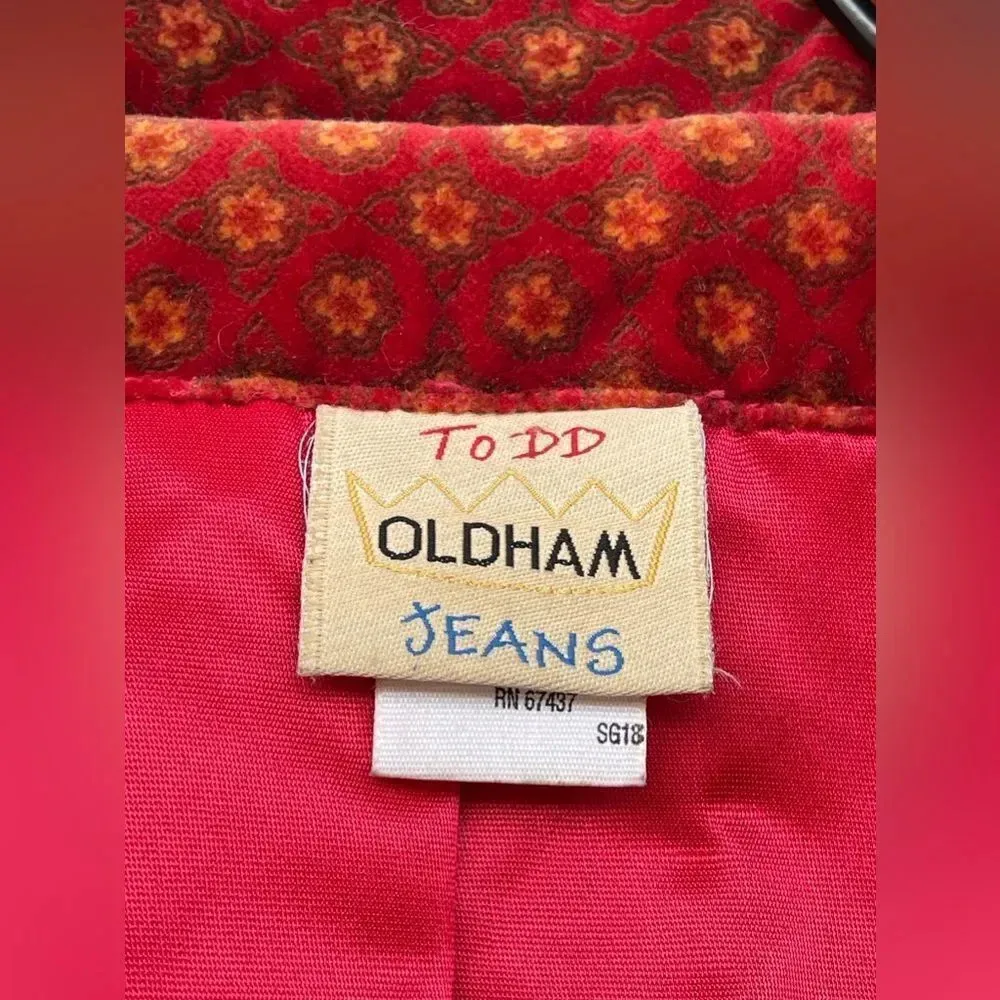 TODD
OLDHAM
JEANS
RN 67437
SG18